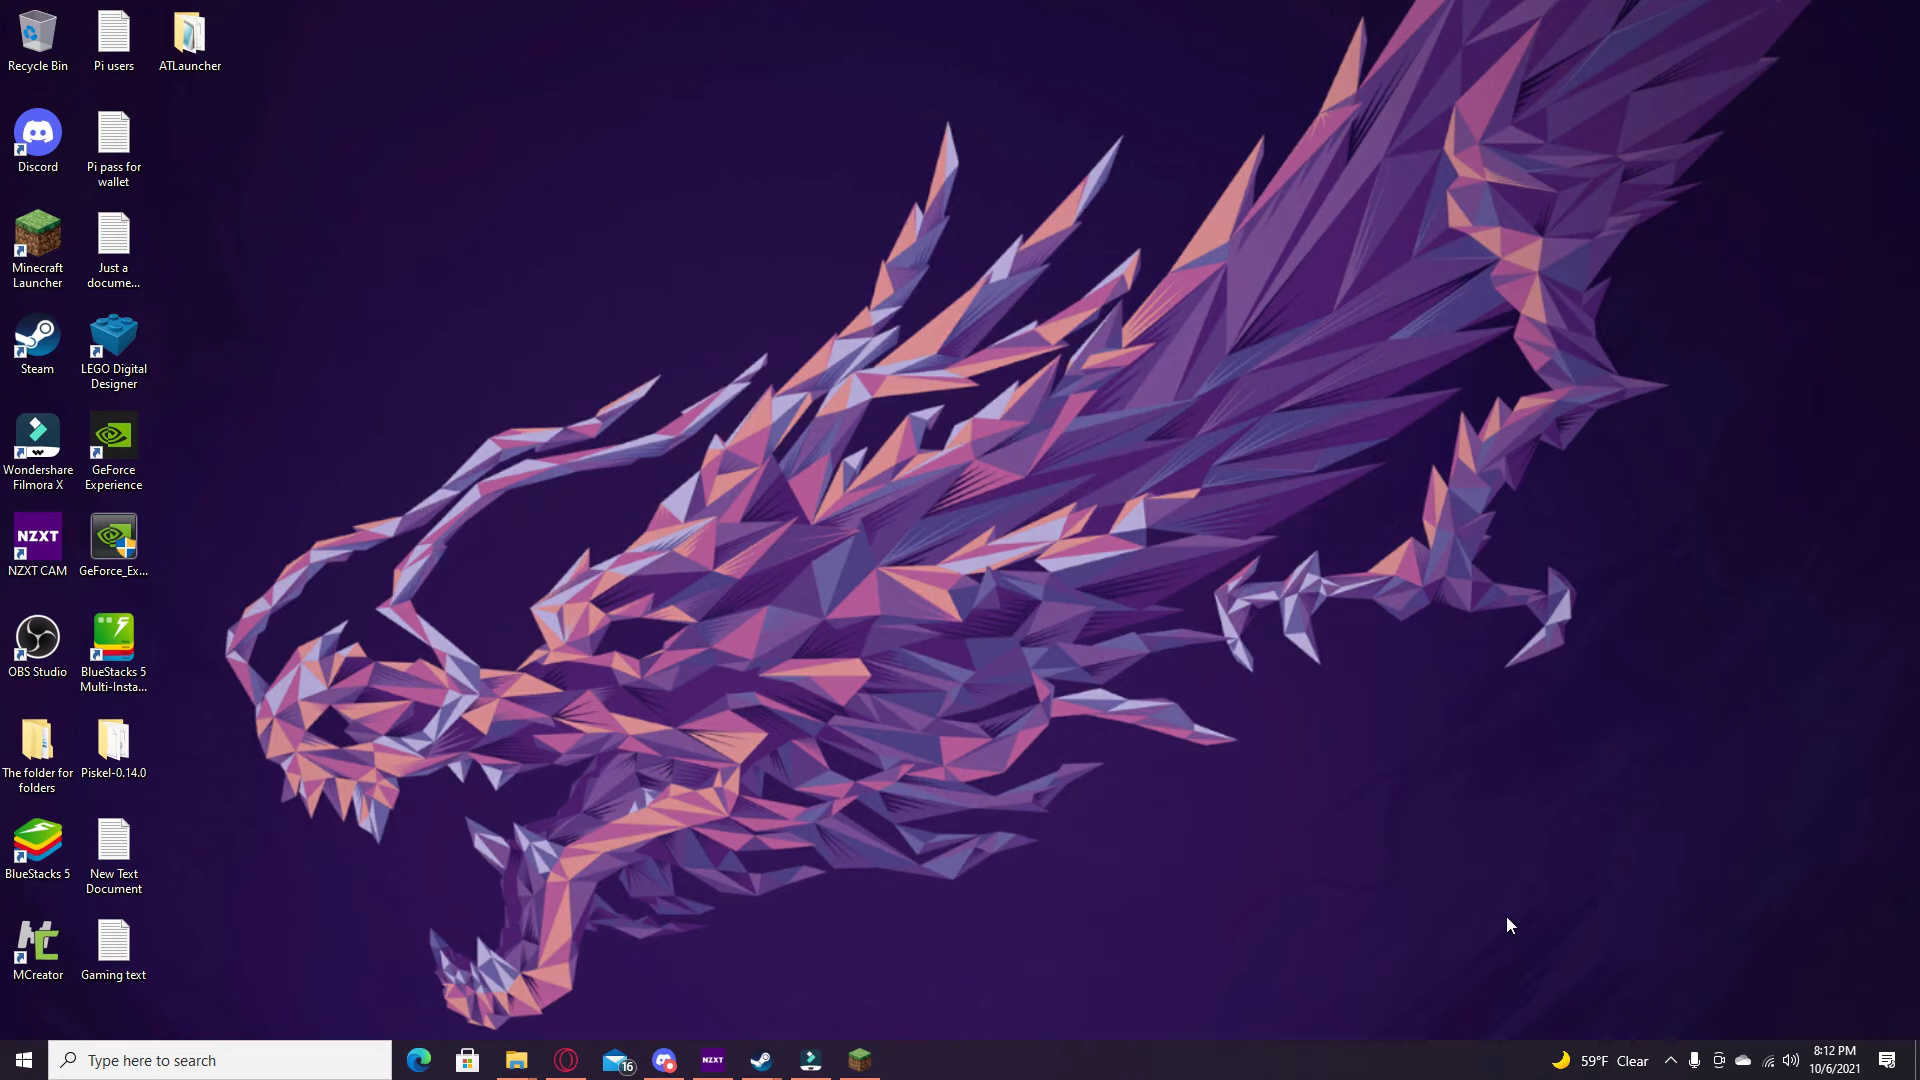 Recycle Bin
Pi users
ATLauncher
Discord
Pi pass for
wallet
Minecraft
Launcher
Just a
docume...
Steam
LEGO Digital
Designer
Wondershare
Filmora X
GeForce
Experience
NZXT
NZXT CAM
GeForce_Ex...
OBS Studio
BlueStacks 5
Multi-Insta...
The folder for
folders
Piskel-0.14.0
BlueStacks 5
New Text
Document
MCreator
Gaming text
Type here to search
16
NZXT
59°F Clear
8:12 PM
10/6/2021